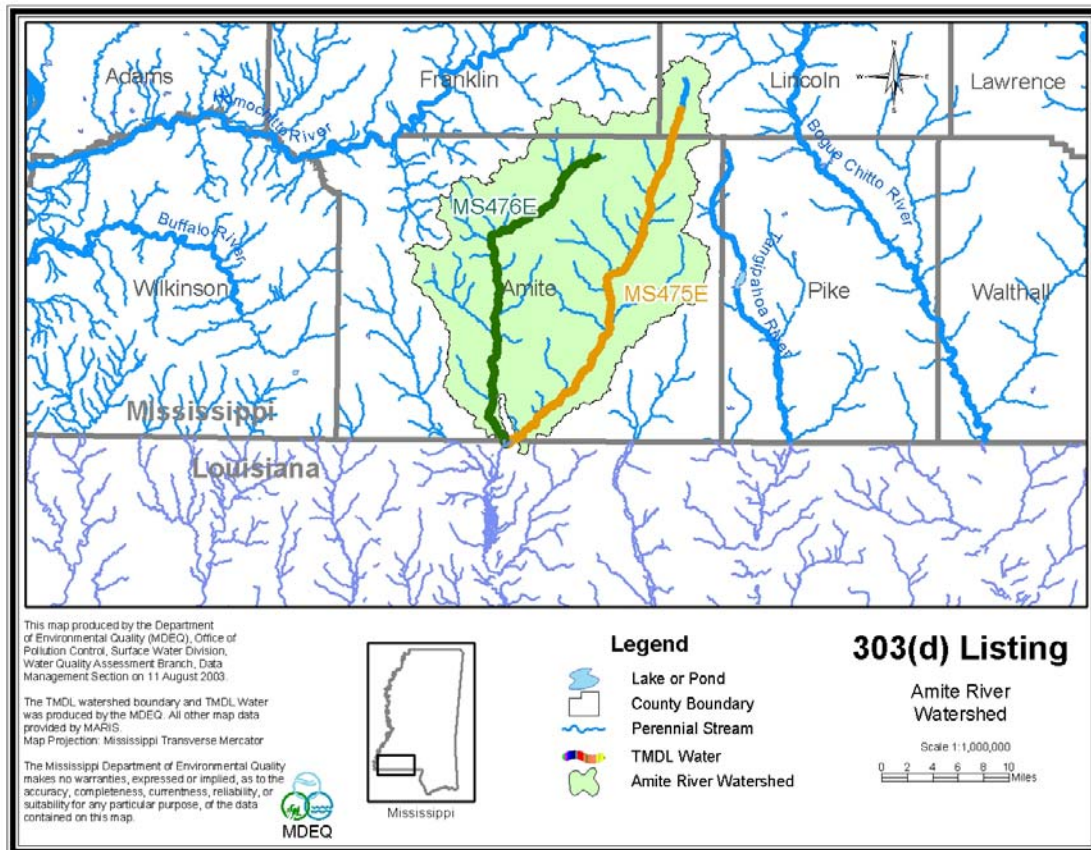 Adams
Franklin
Lincoln
Lawrence
N
W
E
S
Homochitto River
Bogue Chitto River
MS476E
Buffalo River
Wilkinson
Amite
MS475E
Tangipahoa River
Pike
Walthall
Mississippi
Louisiana
This map produced by the Department
of Environmental Quality (MDEQ), Office of
Pollution Control, Surface Water Division,
Water Quality Assessment Branch, Data
Management Section on 11 August 2003.
The TMDL watershed boundary and TMDL Water
was produced by the MDEQ. All other map data
provided by MARIS.
Map Projection: Mississippi Transverse Mercator
The Mississippi Department of Environmental Quality
makes no warranties, expressed or implied, as to the
accuracy, completeness, currentness, reliability, or
suitability for any particular purpose, of the data
contained on this map.
MDEQ
Mississippi
Legend
Lake or Pond
County Boundary
Perennial Stream
TMDL Water
Amite River Watershed
303(d) Listing
Amite River
Watershed
Scale 1:1,000,000
0 2 4 6 8 10
Miles